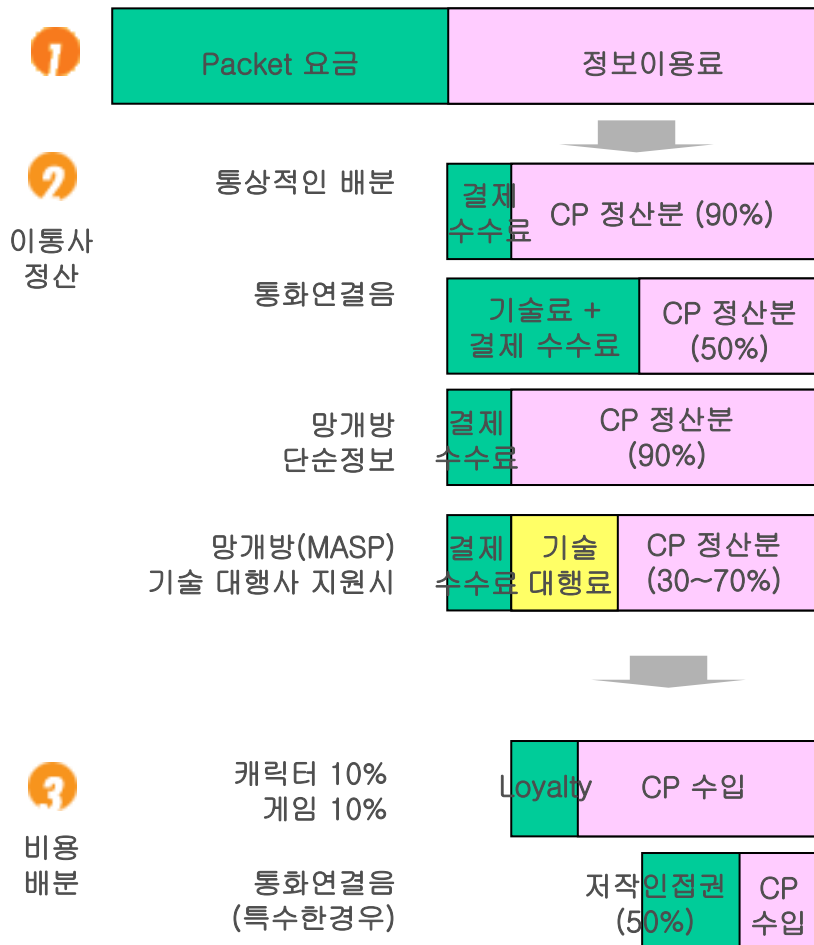 1
Packet 요금
정보이용료
2
이통사
정산
통상적인 배분
결제
수수료
CP 정산분 (90%)
통화연결음
기술료 +
결제 수수료
CP 정산분
(50%)
망개방
단순정보
결제
수수료
CP 정산분
(90%)
망개방(MASP)
기술 대행사 지원시
결제
수수료
기술
대행료
CP 정산분
(30~70%)
3
비용
배분
캐릭터 10%
게임 10%
Loyalty
CP 수입
통화연결음
(특수한경우)
저작인접권
(50%)
CP
수입